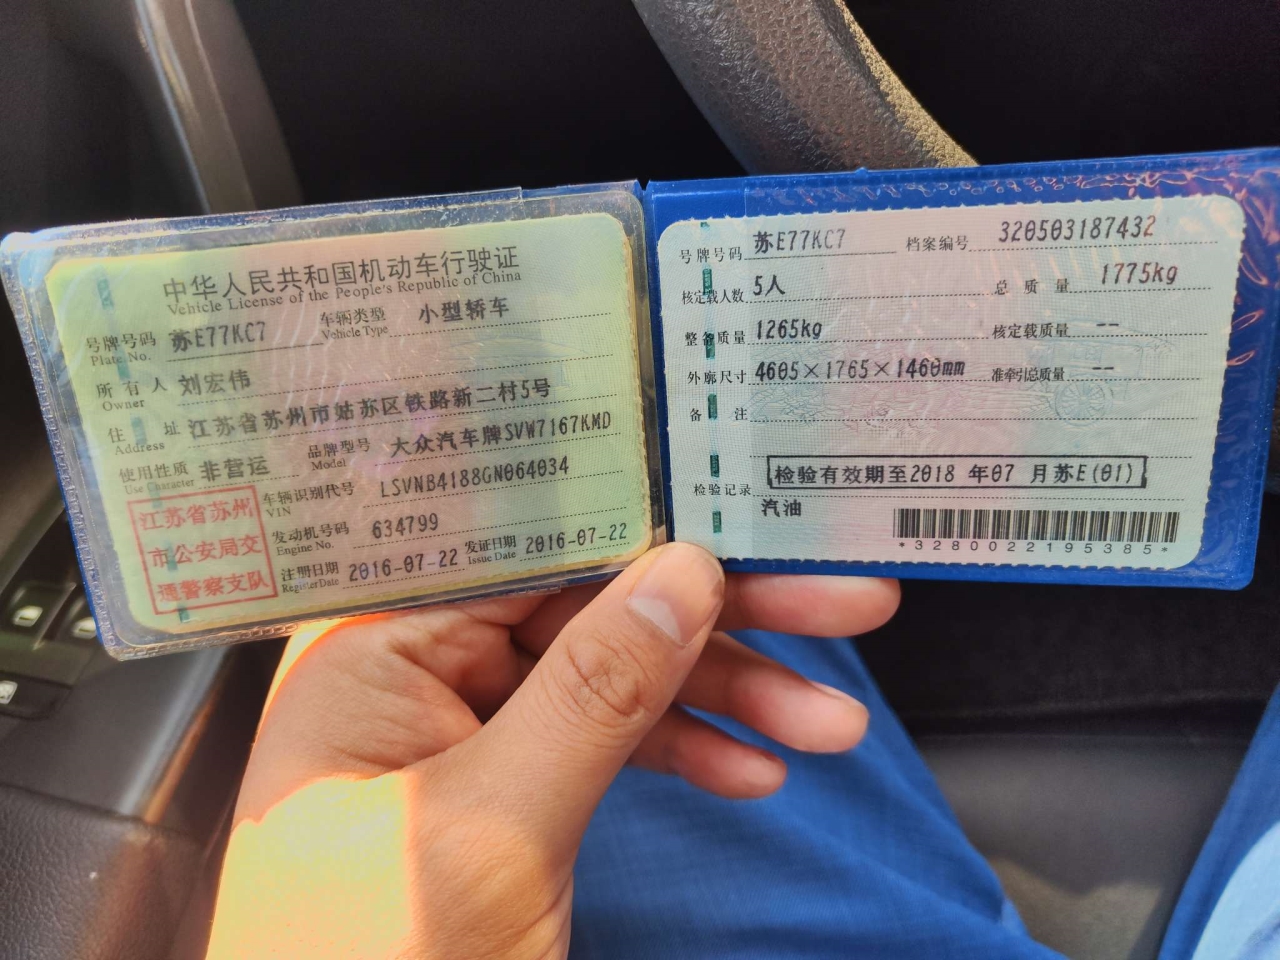 中华人民共和国机动车行驶证
Vehicle License of the People's Republic of China
号牌号码 苏E77KC7 车辆类型 小型轿车
Plate No. Vehicle Type
所有人 刘宏伟
Owner
住址 江苏省苏州市姑苏区铁路新二村5号
Address
使用性质 非营运 品牌型号 大众汽车牌SVW7167KMD
Use Character Model
车辆识别代号 LSVNB4188GN064034
VIN
发动机号码 634799
Engine No.
注册日期 2016-07-22 发证日期 2016-07-22
Register Date Issue Date
江苏省苏州
市公安局交
通警察支队
号牌号码 苏E77KC7 档案编号 320503187432
核定载人数 5人 总质量 1775kg
整备质量 1265kg 核定载质量 --
外廓尺寸 4605×1765×1460mm 准牵引总质量 --
备注
检验有效期至2018 年07 月苏E(01)
检验记录
汽油
*3280022195385*